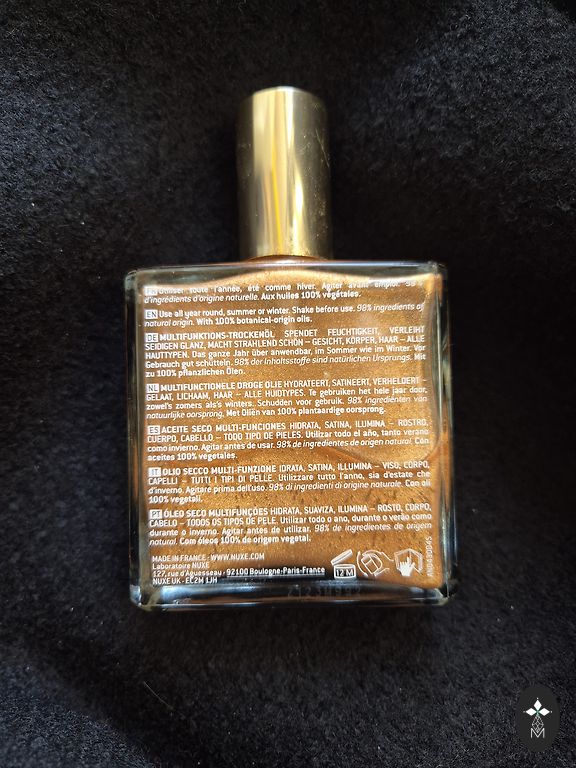 FR Utiliser toute l'année, été comme hiver. Agiter avant emploi. 98 %
d'ingrédients d'origine naturelle. Aux huiles 100% végétales.
EN Use all year round, summer or winter. Shake before use. 98% ingredients of
natural origin. With 100% botanical-origin oils.
DE MULTIFUNKTIONS-TROCKENÖL SPENDET FEUCHTIGKEIT, VERLEIHT
SEIDIGEN GLANZ, MACHT STRAHLEND SCHÖN – GESICHT, KÖRPER, HAAR – ALLE
HAUTTYPEN. Das ganze Jahr über anwendbar, im Sommer wie im Winter. Vor
Gebrauch gut schütteln. 98% der Inhaltsstoffe sind natürlichen Ursprungs. Mit
zu 100% pflanzlichen Ölen.
NL MULTIFUNCTIONELE DROGE OLIE HYDRATEERT, SATINEERT, VERHELDERT -
GELAAT, LICHAAM, HAAR – ALLE HUIDTYPES. Te gebruiken het hele jaar door,
zowel's zomers als's winters. Schudden voor gebruik. 98% ingrediënten van
natuurlijke oorsprong. Met Oliën van 100% plantaardige oorsprong.
ES ACEITE SECO MULTI-FUNCIONES HIDRATA, SATINA, ILUMINA – ROSTRO,
CUERPO, CABELLO – TODO TIPO DE PIELES. Utilizar todo el año, tanto verano
como invierno. Agitar antes de usar. 98% de ingredientes de origen natural. Con
aceites 100% vegetales.
IT OLIO SECCO MULTI-FUNZIONE IDRATA, SATINA, ILLUMINA – VISO, CORPO,
CAPELLI – TUTTI I TIPI DI PELLE. Utilizzare tutto l'anno, sia d'estate che
d'inverno. Agitare prima dell'uso. 98% di ingredienti di origine naturale. Con oli
100% vegetali.
PT ÓLEO SECO MULTIFUNÇÕES HIDRATA, SUAVIZA, ILUMINA – ROSTO, CORPO,
CABELO – TODOS OS TIPOS DE PELE. Utilizar todo o ano, durante o verão como
durante o inverno. Agitar antes de utilizar. 98% de ingredientes de origem
natural. Com óleos 100% de origem vegetal.
MADE IN FRANCE · WWW.NUXE.COM
Laboratoire NUXE
127, rue d'Aguesseau · 92100 Boulogne-Paris-France
NUXE UK - EC2M 1JH
12 M
AND430045
M